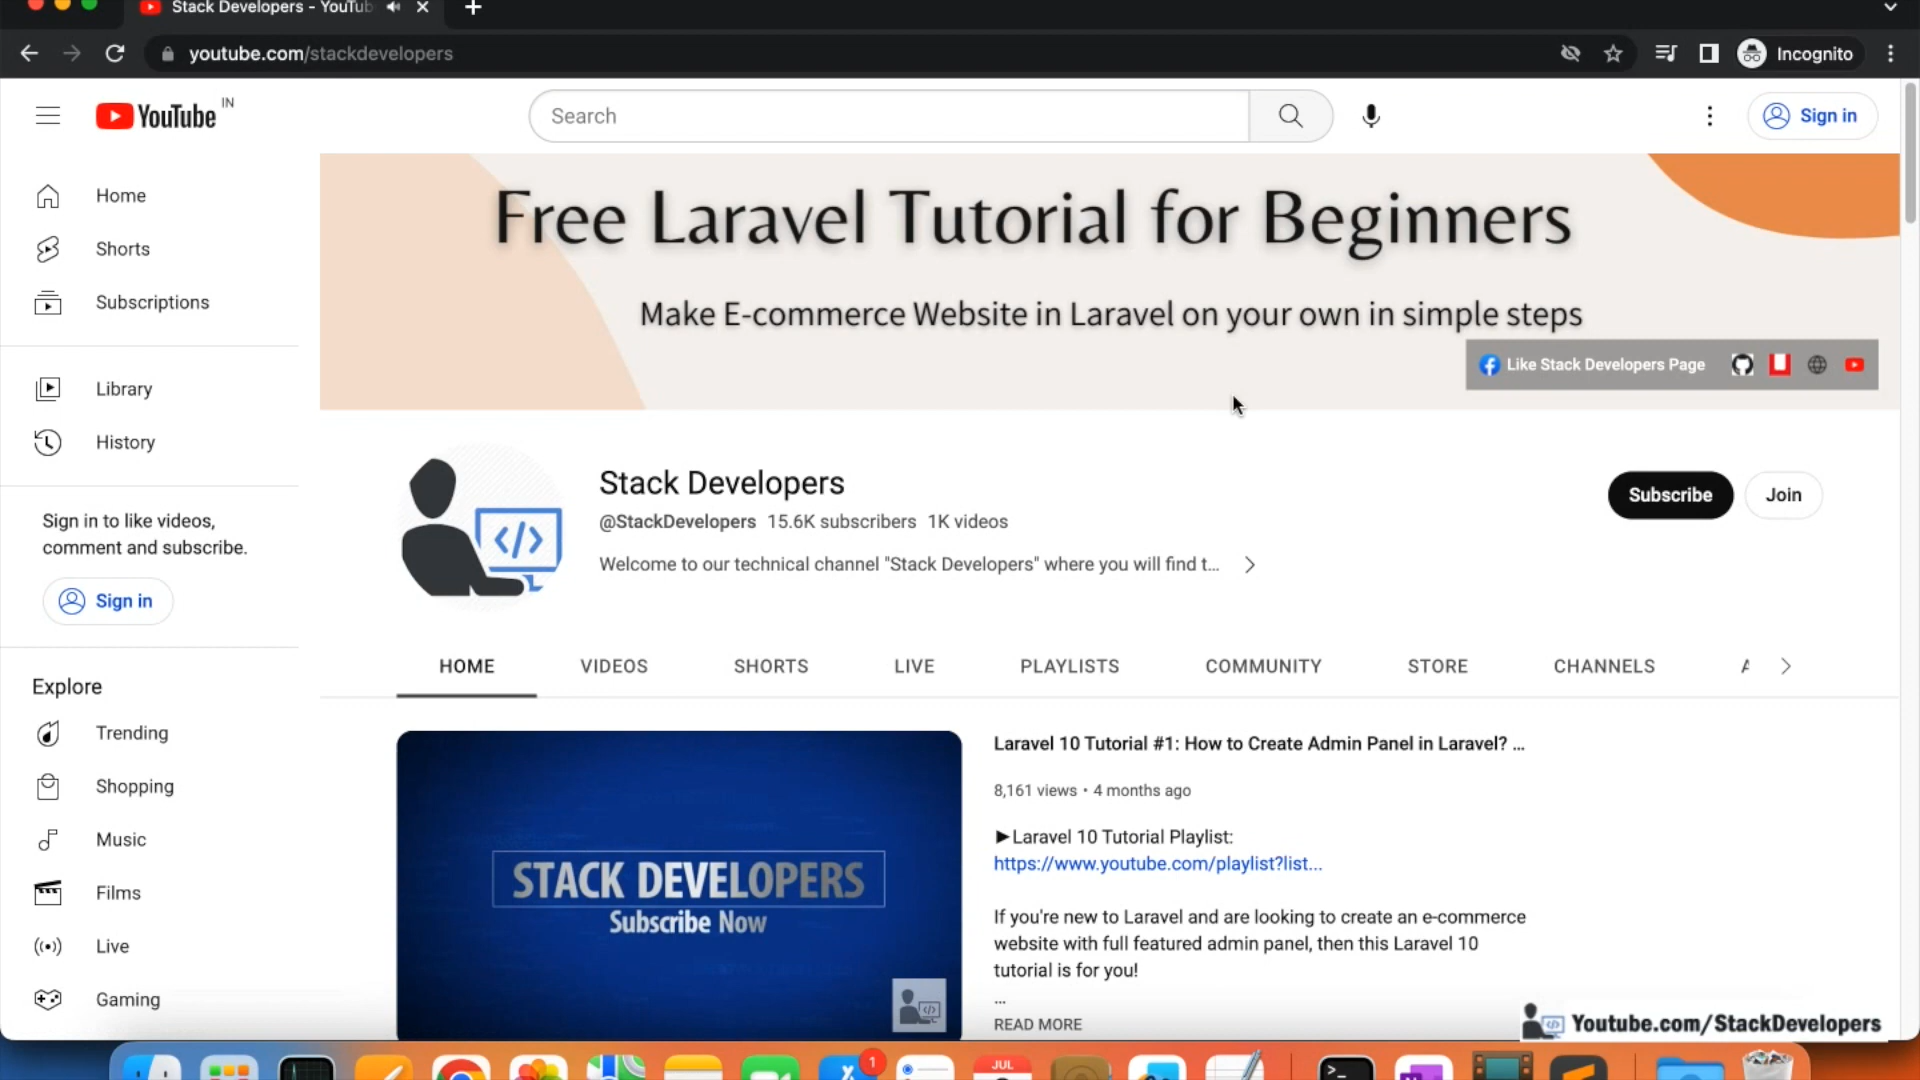 Stack Developers - YouTub
youtube.com/stackdevelopers
Incognito
YouTube IN
Search
Sign in
Home
Shorts
Subscriptions
Library
History
Sign in to like videos,
comment and subscribe.
Sign in
Explore
Trending
Shopping
Music
Films
Live
Gaming
Free Laravel Tutorial for Beginners
Make E-commerce Website in Laravel on your own in simple steps
Like Stack Developers Page
Stack Developers
@StackDevelopers 15.6K subscribers 1K videos
Welcome to our technical channel "Stack Developers" where you will find t...
Subscribe
Join
HOME VIDEOS SHORTS LIVE PLAYLISTS COMMUNITY STORE CHANNELS
STACK DEVELOPERS
Subscribe Now
Laravel 10 Tutorial #1: How to Create Admin Panel in Laravel? ...
8,161 views • 4 months ago
►Laravel 10 Tutorial Playlist:
https://www.youtube.com/playlist?list...
If you're new to Laravel and are looking to create an e-commerce
website with full featured admin panel, then this Laravel 10
tutorial is for you!
...
READ MORE
Youtube.com/StackDevelopers
1
JUL